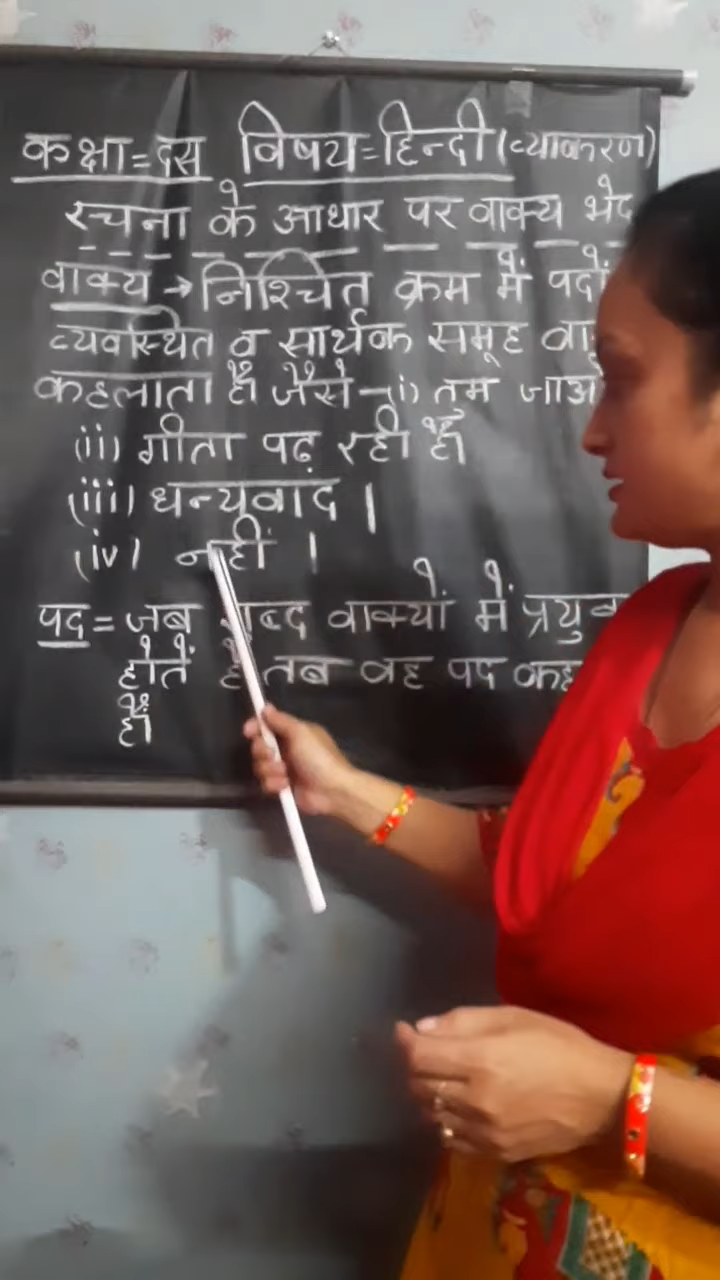 कक्षा=दस विषय=हिन्दी(व्याकरण)
रचना के आधार पर वाक्य भेद
वाक्य → निश्चित क्रम में पदों
व्यवस्थित व सार्थक समूह
कहलाता है। जैसे-(i) तुम
(ii) गीता पढ़ रही है।
(iii) धन्यवाद ।
(iv) नहीं ।
पद = जब शब्द वाक्यों में
होते हैं तब वह पद
है।